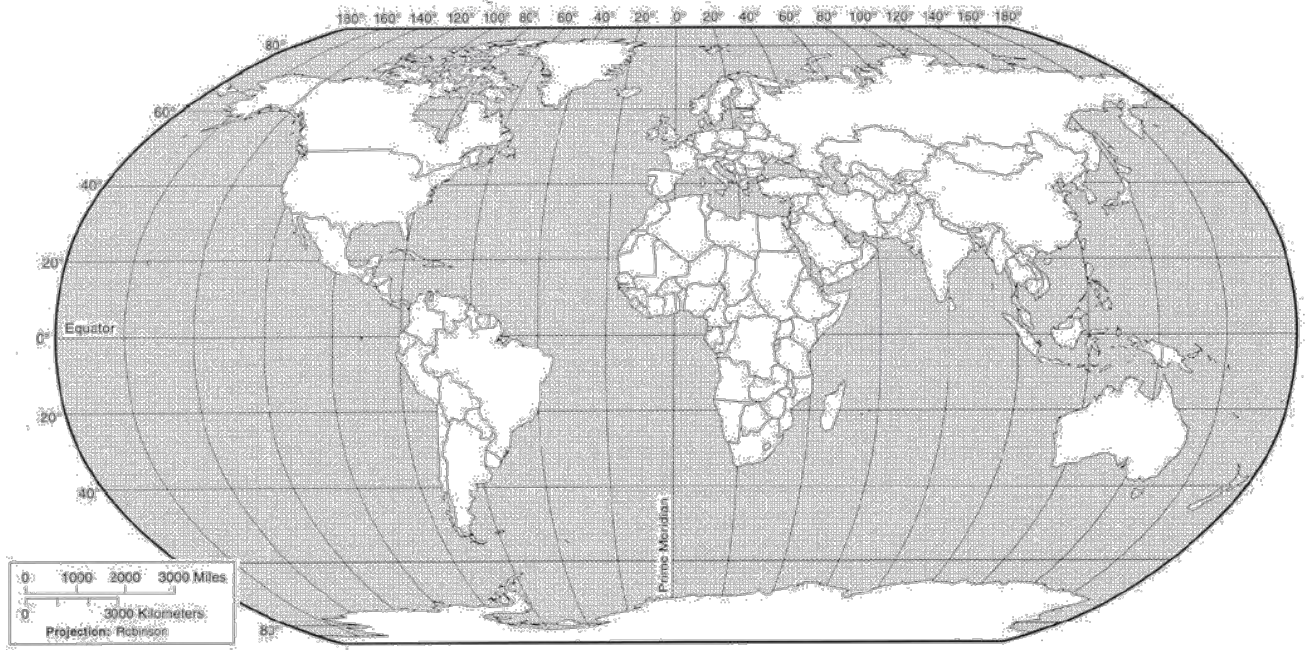 180° 160° 140° 120° 100° 80° 60° 40° 20° 0° 20° 40° 60° 80° 100° 120° 140° 160° 180°
80°
60°
40°
20°
Equator
0°
20°
40°
Prime Meridian
0 1000 2000 3000 Miles
0 3000 Kilometers
Projection: Robinson
80°